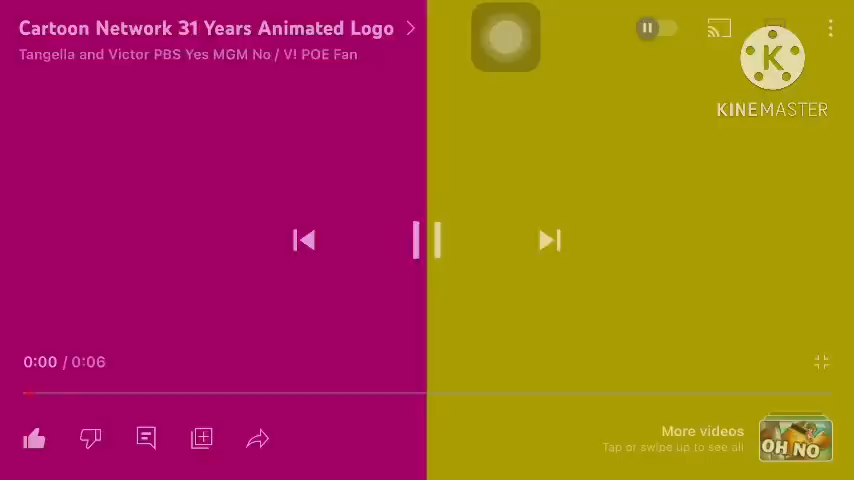 Cartoon Network 31 Years Animated Logo
Tangella and Victor PBS Yes MGM No / V! POE Fan
K
KINEMASTER
0:00 / 0:06
More videos
Tap or swipe up to see all
OH NO